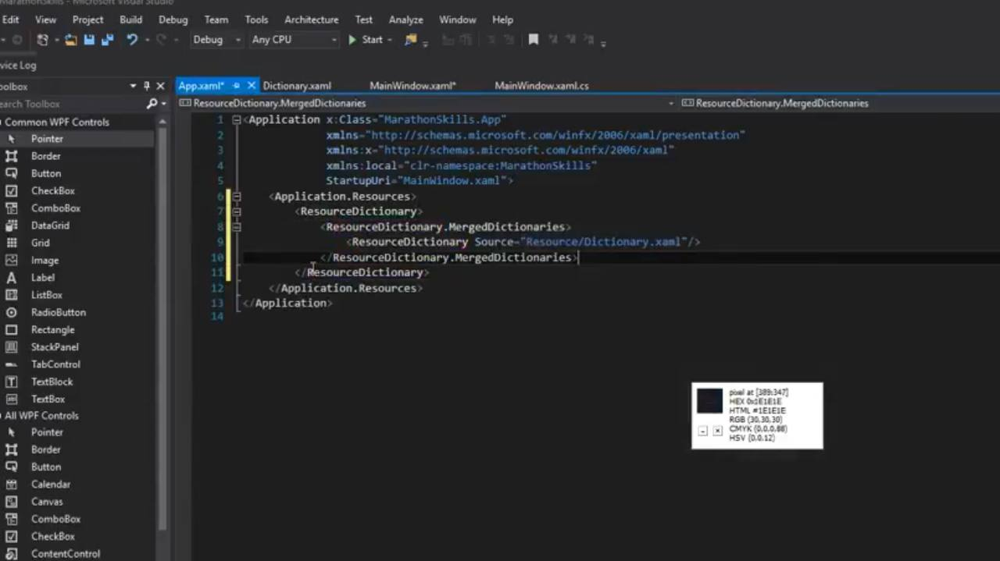 MarathonSkills - Microsoft Visual Studio
Edit View Project Build Debug Team Tools Architecture Test Analyze Window Help
Debug Any CPU Start
vice Log
oolbox
App.xaml* Dictionary.xaml MainWindow.xaml* MainWindow.xaml.cs
earch Toolbox
ResourceDictionary.MergedDictionaries ResourceDictionary.MergedDictionaries
Common WPF Controls
Pointer
Border
Button
CheckBox
ComboBox
DataGrid
Grid
Image
Label
ListBox
RadioButton
Rectangle
StackPanel
TabControl
TextBlock
TextBox
All WPF Controls
Pointer
Border
Button
Calendar
Canvas
ComboBox
CheckBox
ContentControl
1 <Application x:Class="MarathonSkills.App"
2 xmlns="http://schemas.microsoft.com/winfx/2006/xaml/presentation"
3 xmlns:x="http://schemas.microsoft.com/winfx/2006/xaml"
4 xmlns:local="clr-namespace:MarathonSkills"
5 StartupUri="MainWindow.xaml">
6 <Application.Resources>
7 <ResourceDictionary>
8 <ResourceDictionary.MergedDictionaries>
9 <ResourceDictionary Source="Resource/Dictionary.xaml"/>
10 </ResourceDictionary.MergedDictionaries>
11 </ResourceDictionary>
12 </Application.Resources>
13 </Application>
14
pixel at [389:347]
HEX 0x1E1E1E
HTML #1E1E1E
RGB (30,30,30)
CMYK (0,0,0,88)
HSV (0,0,12)